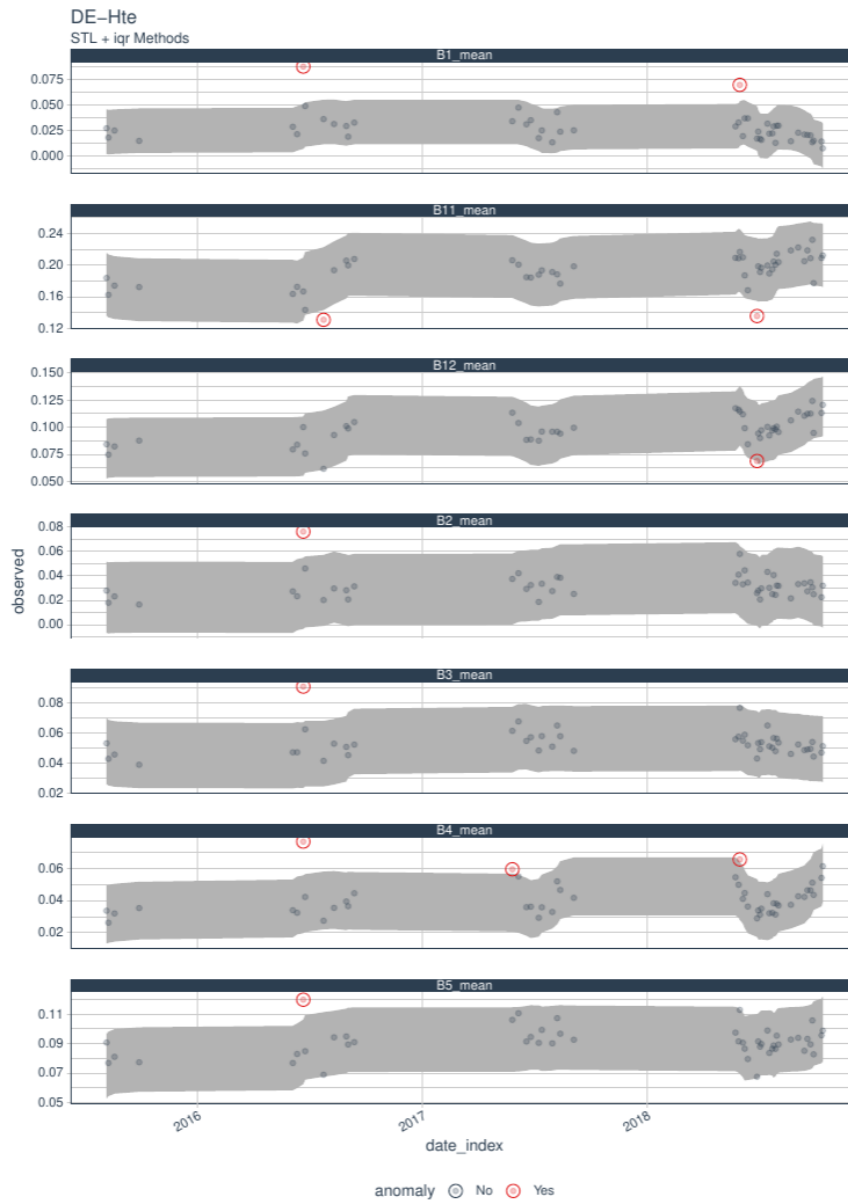 DE−Hte
STL + iqr Methods
B1_mean
0.075
0.050
0.025
0.000
B11_mean
0.24
0.20
0.16
0.12
B12_mean
0.150
0.125
0.100
0.075
0.050
B2_mean
0.08
0.06
0.04
0.02
0.00
observed
B3_mean
0.08
0.06
0.04
0.02
B4_mean
0.06
0.04
0.02
B5_mean
0.11
0.09
0.07
0.05
2016 2017 2018
date_index
anomaly No Yes